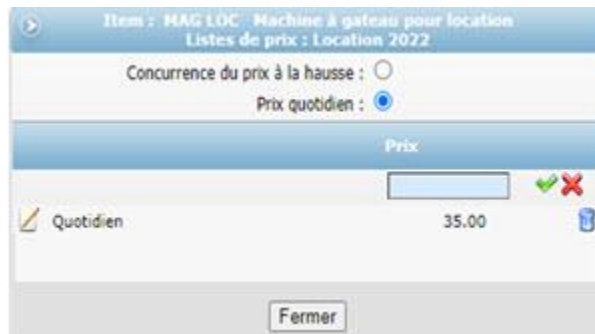 Item : MAG LOC Machine à gateau pour location
Listes de prix : Location 2022
Concurrence du prix à la hausse :
Prix quotidien :
Prix
Quotidien 35.00
Fermer